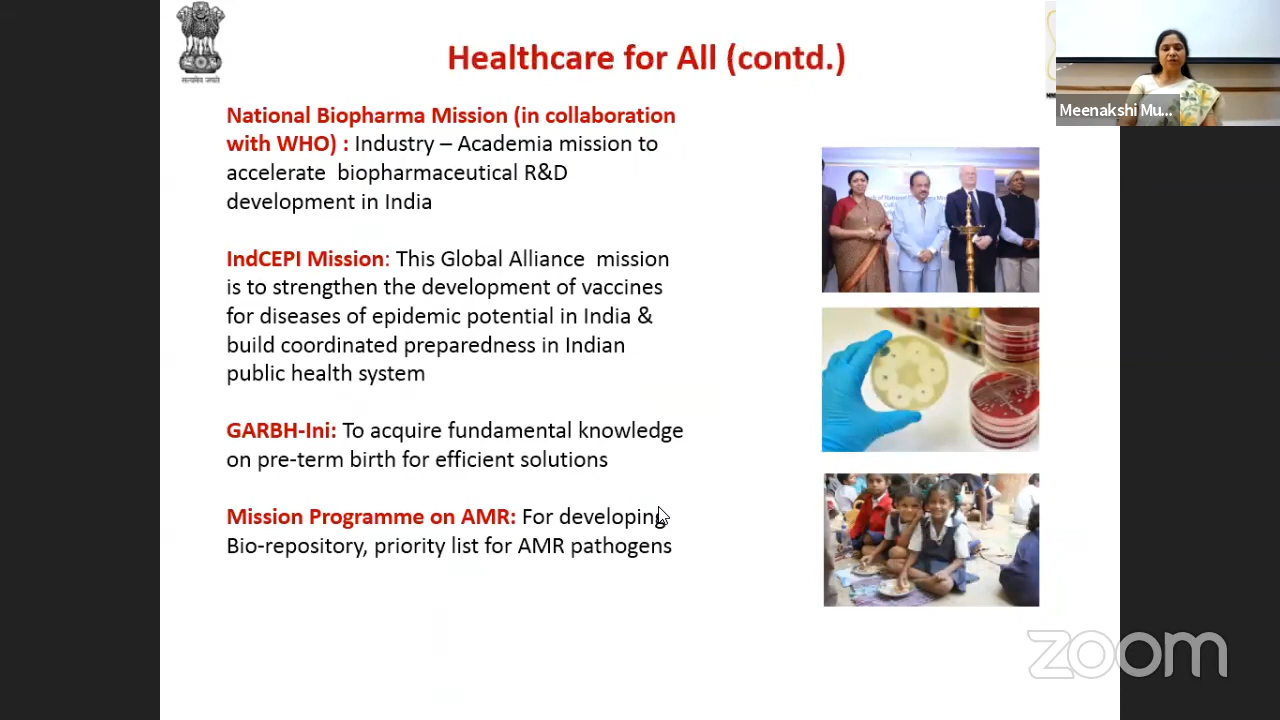 सत्यमेव जयते
Healthcare for All (contd.)
Meenakshi Mu...
National Biopharma Mission (in collaboration
with WHO) : Industry – Academia mission to
accelerate biopharmaceutical R&D
development in India
IndCEPI Mission: This Global Alliance mission
is to strengthen the development of vaccines
for diseases of epidemic potential in India &
build coordinated preparedness in Indian
public health system
GARBH-Ini: To acquire fundamental knowledge
on pre-term birth for efficient solutions
Mission Programme on AMR: For developing
Bio-repository, priority list for AMR pathogens
zoom